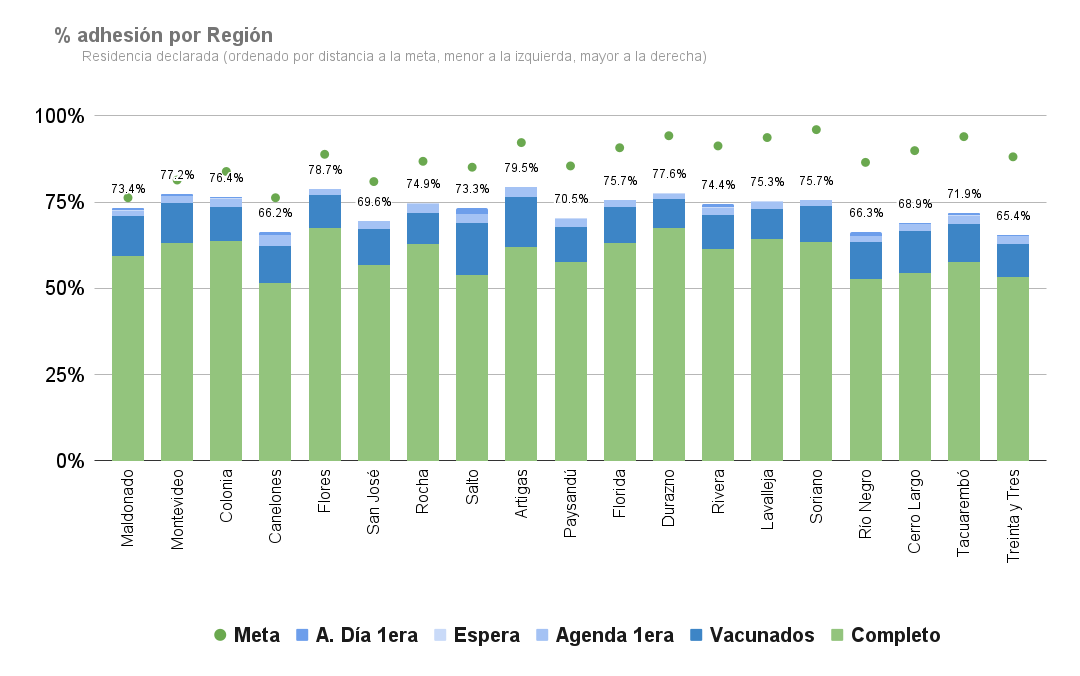 % adhesión por Región
Residencia declarada (ordenado por distancia a la meta, menor a la izquierda, mayor a la derecha)
100%
75%
50%
25%
0%
73.4%
77.2%
76.4%
66.2%
78.7%
69.6%
74.9%
73.3%
79.5%
70.5%
75.7%
77.6%
74.4%
75.3%
75.7%
66.3%
68.9%
71.9%
65.4%
Maldonado
Montevideo
Colonia
Canelones
Flores
San José
Rocha
Salto
Artigas
Paysandú
Florida
Durazno
Rivera
Lavalleja
Soriano
Río Negro
Cerro Largo
Tacuarembó
Treinta y Tres
Meta A. Día 1era Espera Agenda 1era Vacunados Completo